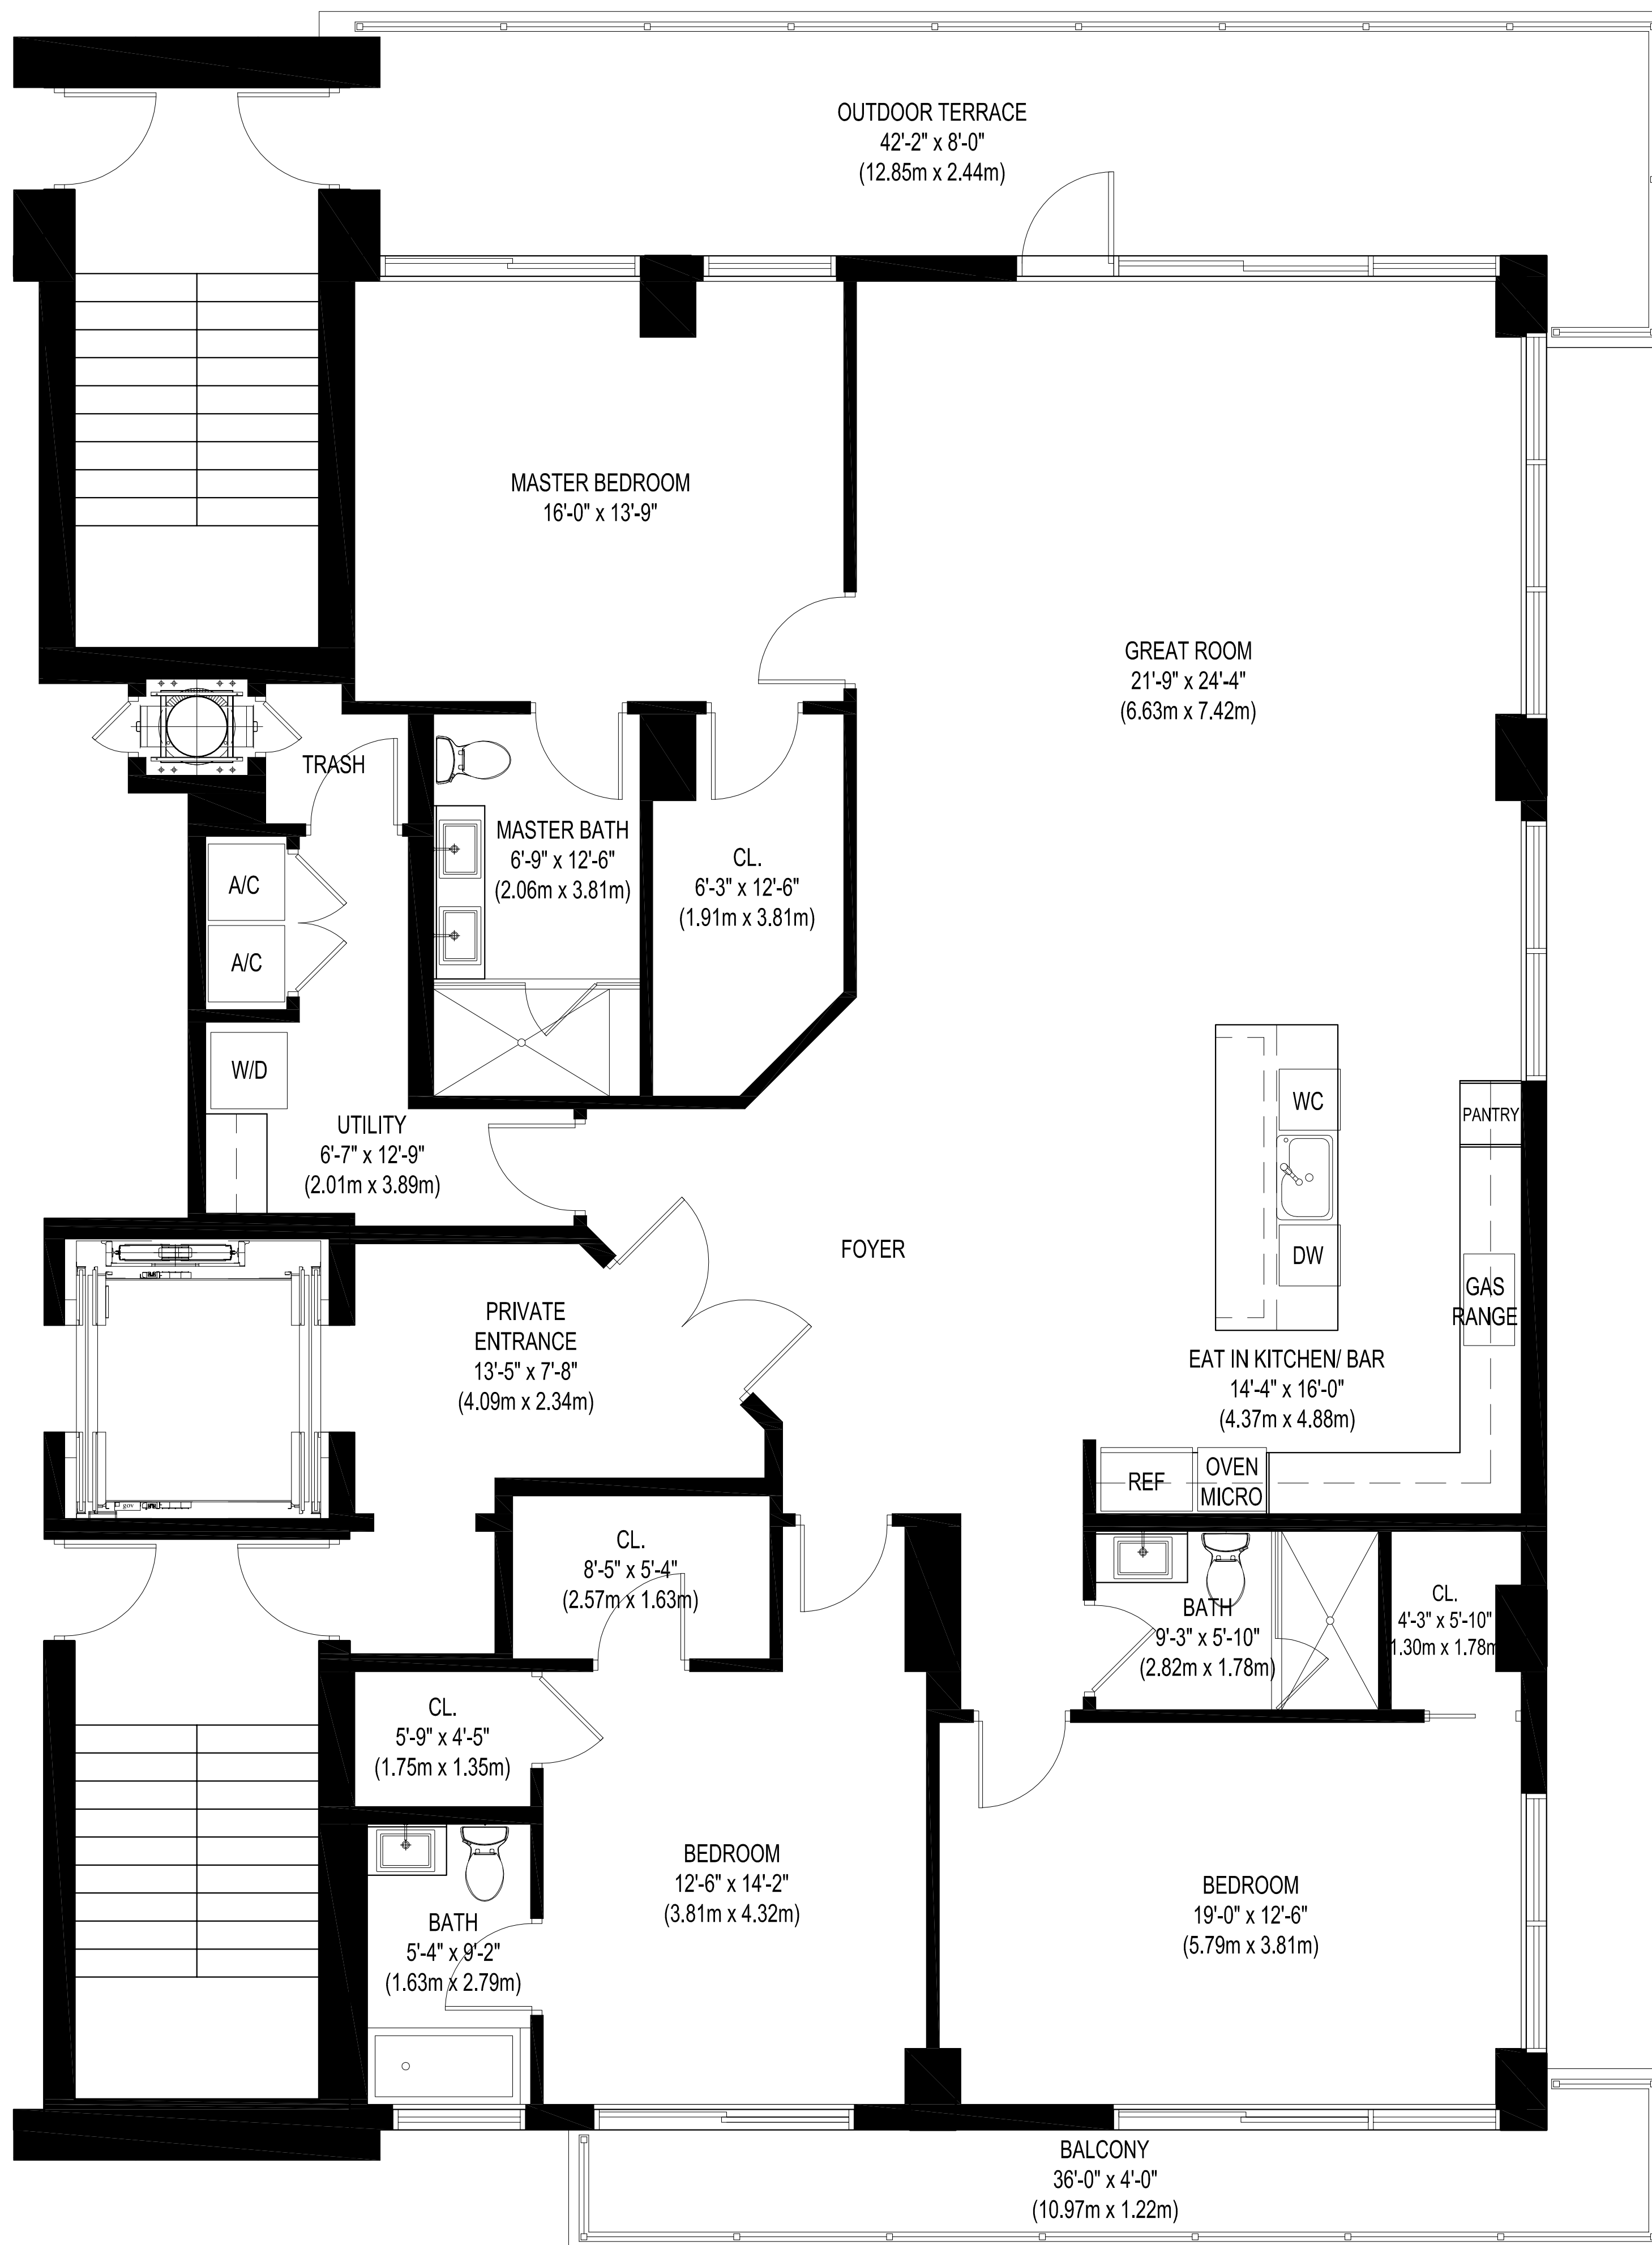 OUTDOOR TERRACE
42'-2" x 8'-0"
(12.85m x 2.44m)
MASTER BEDROOM
16'-0" x 13'-9"
GREAT ROOM
21'-9" x 24'-4"
(6.63m x 7.42m)
TRASH
MASTER BATH
6'-9" x 12'-6"
(2.06m x 3.81m)
CL.
6'-3" x 12'-6"
(1.91m x 3.81m)
A/C
A/C
W/D
UTILITY
6'-7" x 12'-9"
(2.01m x 3.89m)
WC
PANTRY
DW
GAS
RANGE
FOYER
PRIVATE
ENTRANCE
13'-5" x 7'-8"
(4.09m x 2.34m)
EAT IN KITCHEN/ BAR
14'-4" x 16'-0"
(4.37m x 4.88m)
REF
OVEN
MICRO
gov
CL.
8'-5" x 5'-4"
(2.57m x 1.63m)
BATH
9'-3" x 5'-10"
(2.82m x 1.78m)
CL.
4'-3" x 5'-10"
1.30m x 1.78m
CL.
5'-9" x 4'-5"
(1.75m x 1.35m)
BEDROOM
12'-6" x 14'-2"
(3.81m x 4.32m)
BEDROOM
19'-0" x 12'-6"
(5.79m x 3.81m)
BATH
5'-4" x 9'-2"
(1.63m x 2.79m)
BALCONY
36'-0" x 4'-0"
(10.97m x 1.22m)